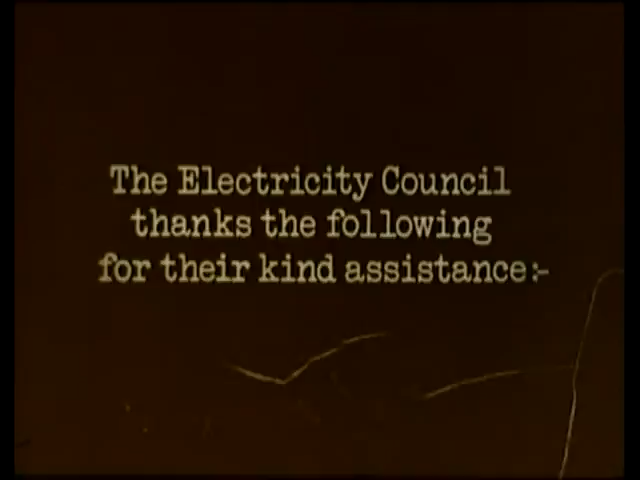 The Electricity Council
thanks the following
for their kind assistance:-